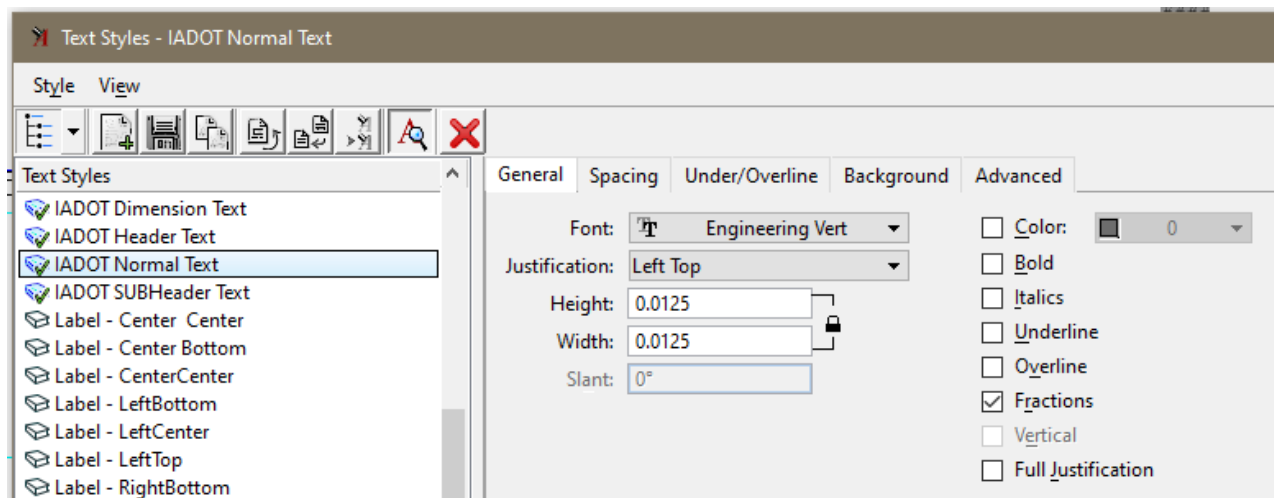 Text Styles - IADOT Normal Text
Style View
Text Styles
IADOT Dimension Text
IADOT Header Text
IADOT Normal Text
IADOT SUBHeader Text
Label - Center  Center
Label - Center Bottom
Label - CenterCenter
Label - LeftBottom
Label - LeftCenter
Label - LeftTop
Label - RightBottom
General Spacing Under/Overline Background Advanced
Font: Engineering Vert
Justification: Left Top
Height: 0.0125
Width: 0.0125
Slant: 0°
Color: 0
Bold
Italics
Underline
Overline
Fractions
Vertical
Full Justification